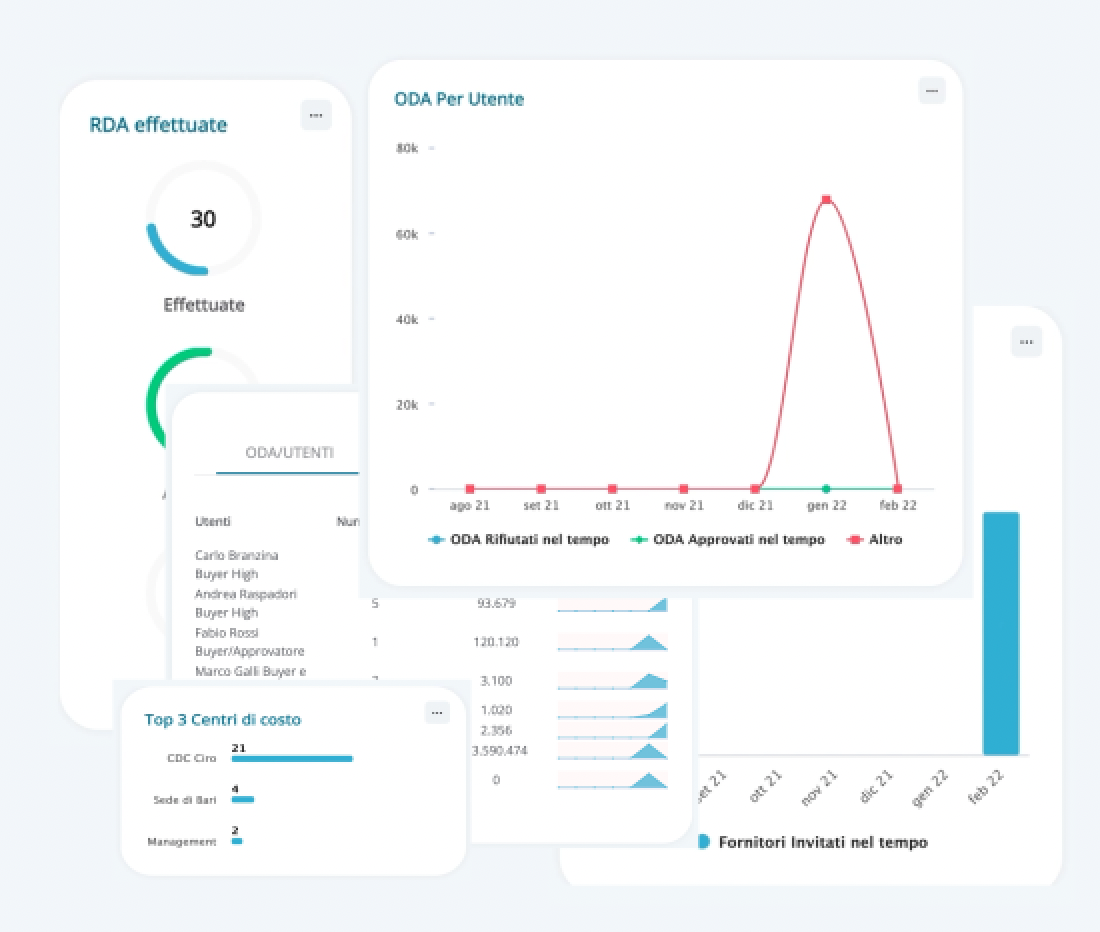 RDA effettuate
30
Effettuate
ODA Per Utente
80k
60k
40k
20k
0
ago 21 set 21 ott 21 nov 21 dic 21 gen 22 feb 22
ODA Rifiutati nel tempo ODA Approvati nel tempo Altro
ODA/UTENTI
Utenti
Carlo Branzina
Buyer High
Andrea Raspadori
Buyer High
5 93.679
Fabio Rossi
Buyer/Approvatore
1 120.120
Marco Galli Buyer e
3.100
1.020
2.356
3.590.474
0
Top 3 Centri di costo
CDC Ciro 21
Sede di Bari 4
Management 2
ott 21 nov 21 dic 21 gen 22 feb 22
Fornitori Invitati nel tempo